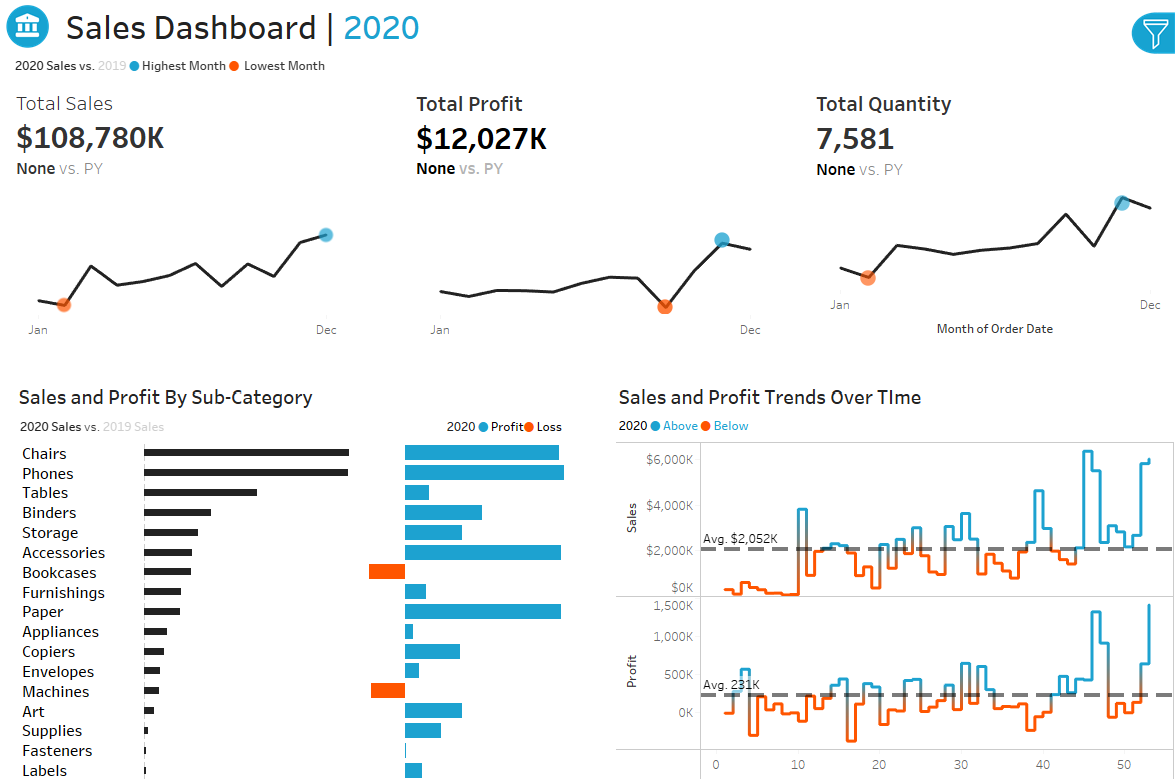 Sales Dashboard | 2020
2020 Sales vs. 2019 Highest Month Lowest Month
Total Sales
$108,780K
None vs. PY
Jan Dec
Total Profit
$12,027K
None vs. PY
Jan Dec
Total Quantity
7,581
None vs. PY
Jan Dec
Month of Order Date
Sales and Profit By Sub-Category
2020 Sales vs. 2019 Sales
2020 Profit Loss
Chairs
Phones
Tables
Binders
Storage
Accessories
Bookcases
Furnishings
Paper
Appliances
Copiers
Envelopes
Machines
Art
Supplies
Fasteners
Labels
Sales and Profit Trends Over TIme
2020 Above Below
Sales
$6,000K
$4,000K
Avg. $2,052K
$2,000K
$0K
Profit
1,500K
1,000K
500K
Avg. 231K
0K
0 10 20 30 40 50